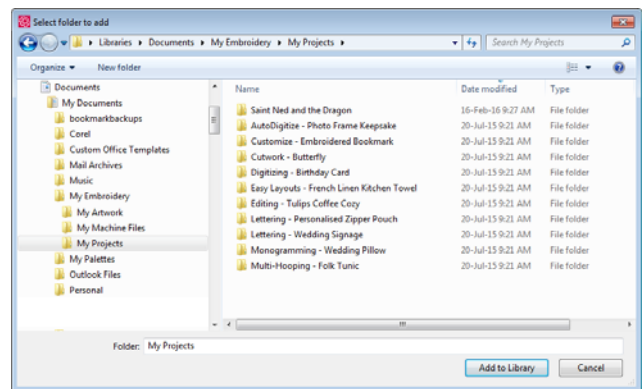 Select folder to add
Libraries Documents My Embroidery My Projects
Search My Projects
Organize New folder
Documents
My Documents
bookmarkbackups
Corel
Custom Office Templates
Mail Archives
Music
My Embroidery
My Artwork
My Machine Files
My Projects
My Palettes
Outlook Files
Personal
Name Date modified Type
Saint Ned and the Dragon 16-Feb-16 9:27 AM File folder
AutoDigitize - Photo Frame Keepsake 20-Jul-15 9:21 AM File folder
Customize - Embroidered Bookmark 20-Jul-15 9:21 AM File folder
Cutwork - Butterfly 20-Jul-15 9:21 AM File folder
Digitizing - Birthday Card 20-Jul-15 9:21 AM File folder
Easy Layouts - French Linen Kitchen Towel 20-Jul-15 9:21 AM File folder
Editing - Tulips Coffee Cozy 20-Jul-15 9:21 AM File folder
Lettering - Personalised Zipper Pouch 20-Jul-15 9:21 AM File folder
Lettering - Wedding Signage 20-Jul-15 9:21 AM File folder
Monogramming - Wedding Pillow 20-Jul-15 9:21 AM File folder
Multi-Hooping - Folk Tunic 20-Jul-15 9:21 AM File folder
Folder: My Projects
Add to Library Cancel